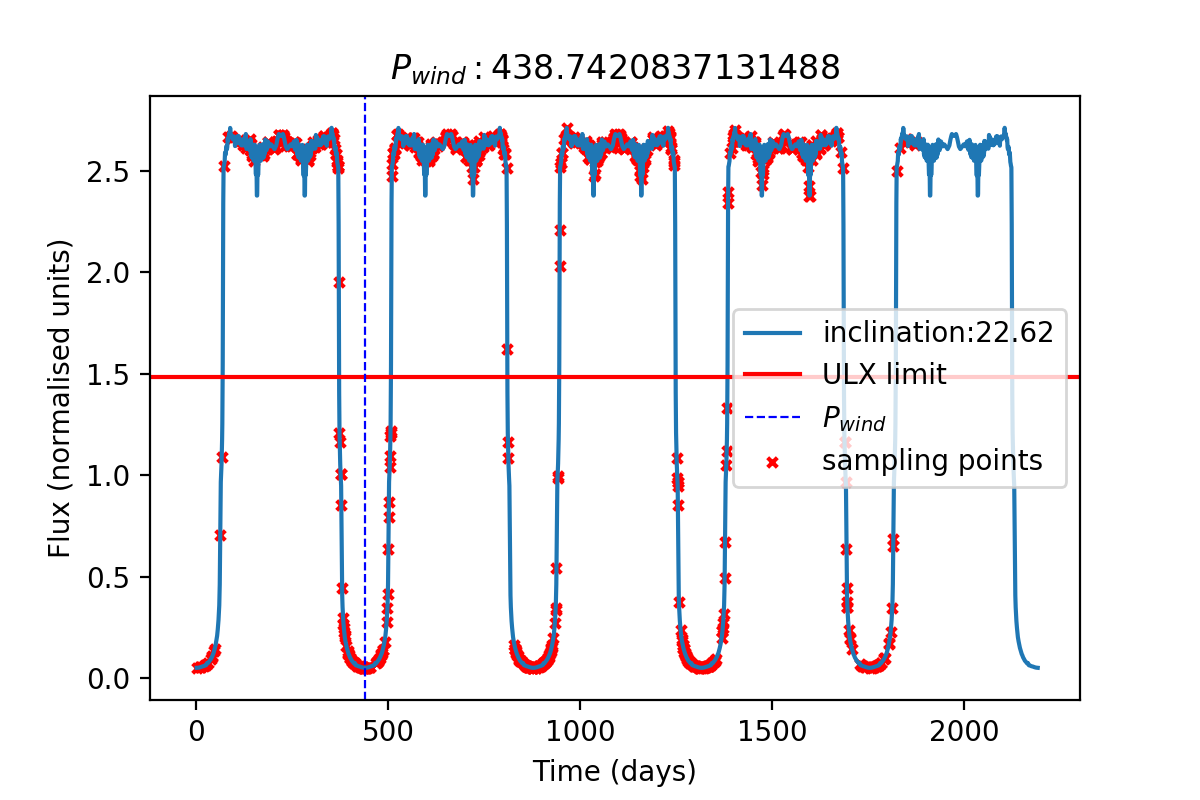 P_wind : 438.7420837131488
Flux (normalised units)
2.5
2.0
1.5
1.0
0.5
0.0
inclination:22.62
ULX limit
P_wind
sampling points
0 500 1000 1500 2000
Time (days)